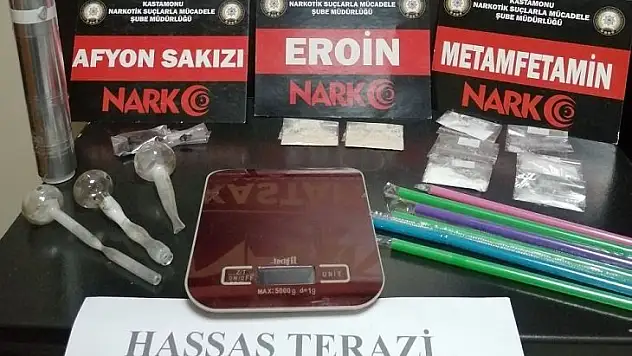 KASTAMONU
NARKOTİK SUÇLARLA MÜCADELE
ŞUBE MÜDÜRLÜĞÜ
AFYON SAKIZI
NARK
KASTAMONU
NARKOTİK SUÇLARLA MÜCADELE
ŞUBE MÜDÜRLÜĞÜ
EROİN
NARK
KASTAMONU
NARKOTİK SUÇLARLA MÜCADELE
ŞUBE MÜDÜRLÜĞÜ
METAMFETAMİN
NARK
UNIT
MAX:5000g d=1g
HASSAS TERAZİ